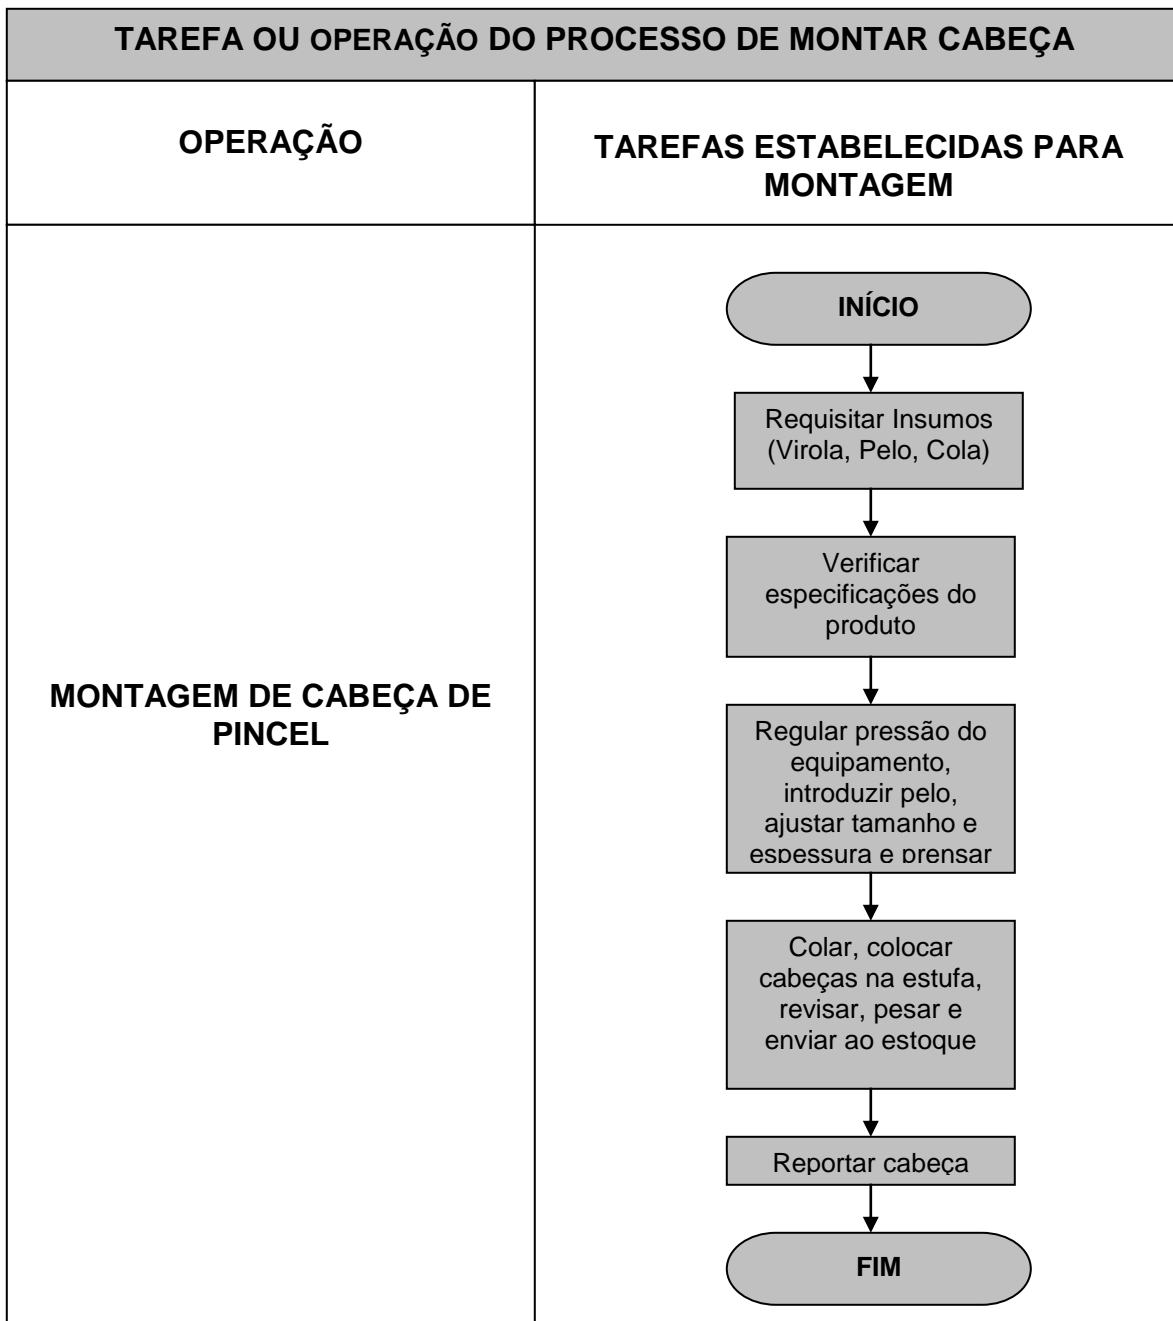 TAREFA OU OPERAÇÃO DO PROCESSO DE MONTAR CABEÇA
OPERAÇÃO
TAREFAS ESTABELECIDAS PARA
MONTAGEM
MONTAGEM DE CABEÇA DE
PINCEL
INÍCIO
Requisitar Insumos
(Virola, Pelo, Cola)
Verificar
especificações do
produto
Regular pressão do
equipamento,
introduzir pelo,
ajustar tamanho e
espessura e prensar
Colar, colocar
cabeças na estufa,
revisar, pesar e
enviar ao estoque
Reportar cabeça
FIM